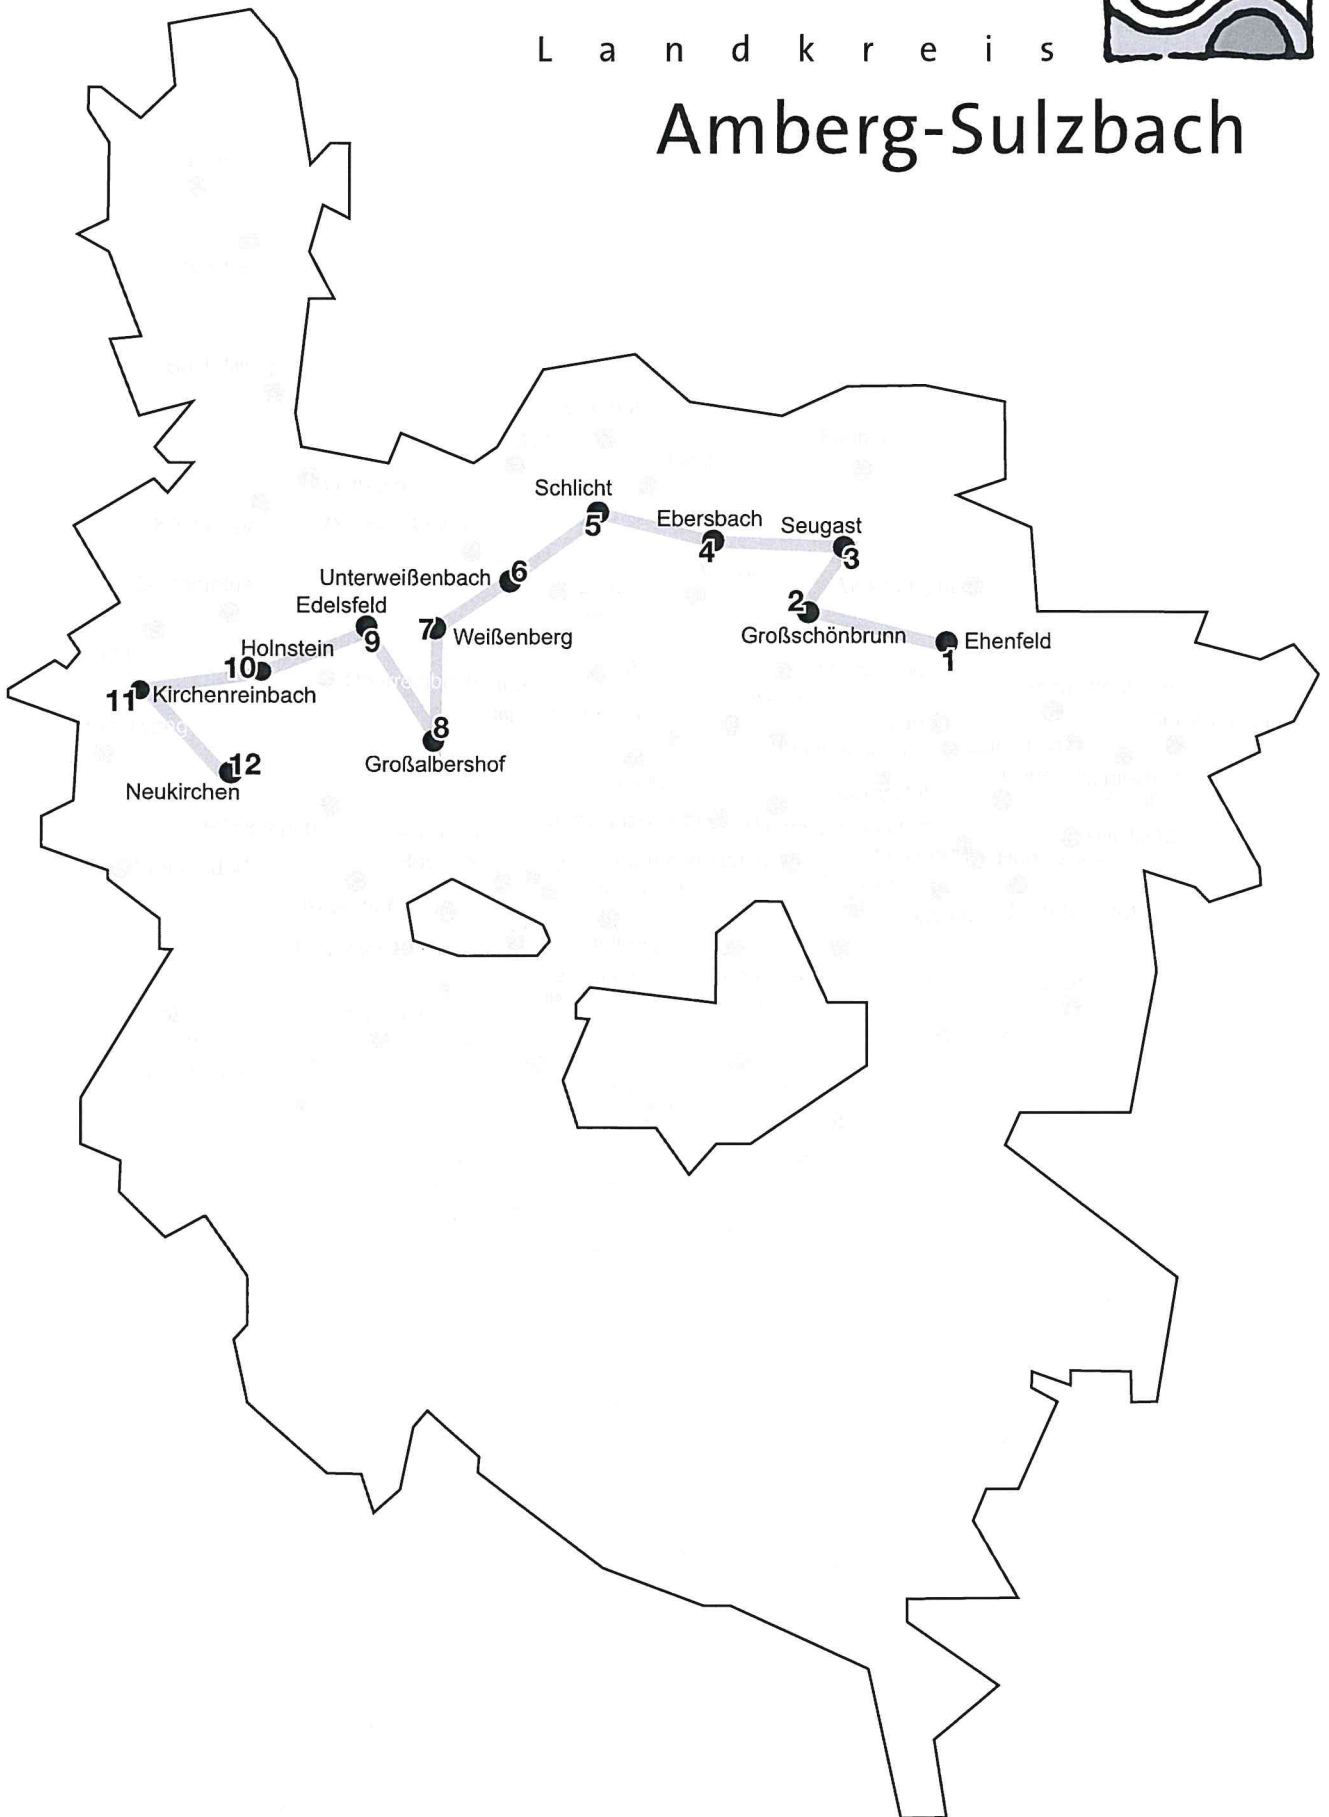 Landkreis
Amberg-Sulzbach
Schlicht
5
Ebersbach
4
Seugast
3
Unterweißenbach
6
2
Großschönbrunn
Edelsfeld
9
7
Weißenberg
1
Ehenfeld
Holnstein
10
11
Kirchenreinbach
8
Großalbershof
12
Neukirchen